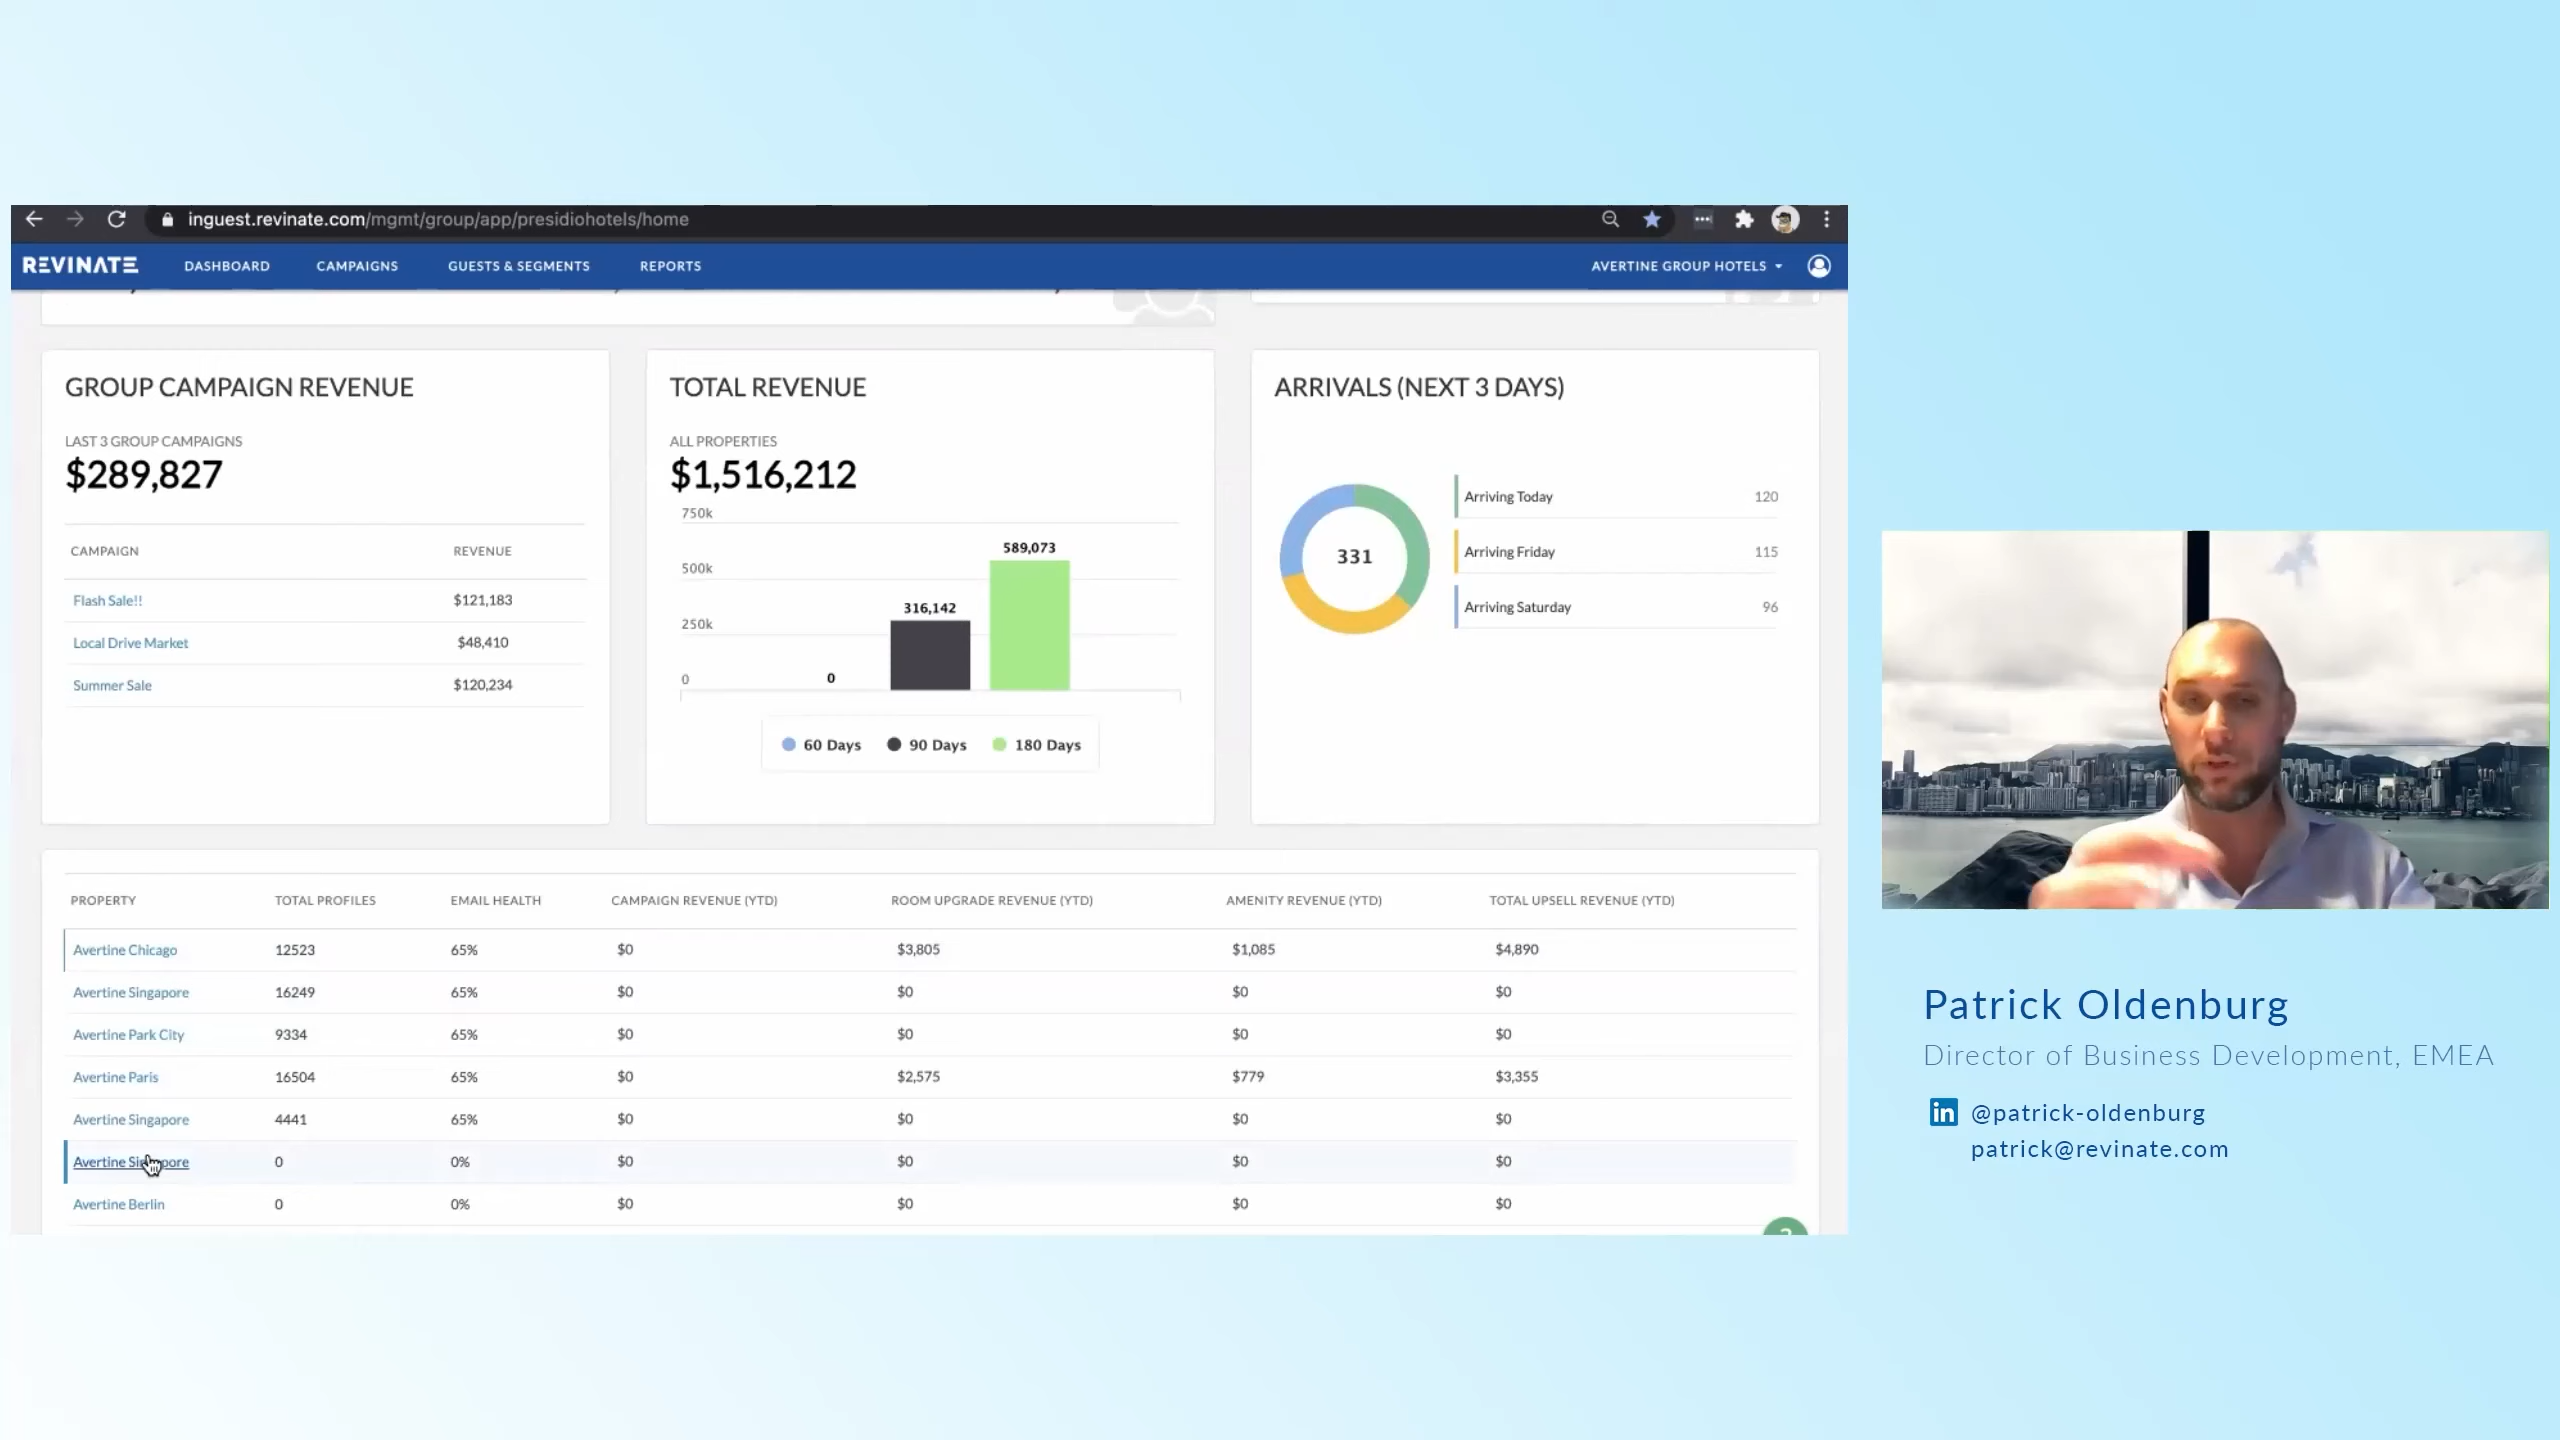 inguest.revinate.com/mgmt/group/app/presidiohotels/home
REVINATE DASHBOARD CAMPAIGNS GUESTS & SEGMENTS REPORTS AVERTINE GROUP HOTELS
GROUP CAMPAIGN REVENUE
LAST 3 GROUP CAMPAIGNS
$289,827
CAMPAIGN REVENUE
Flash Sale!! $121,183
Local Drive Market $48,410
Summer Sale $120,234
TOTAL REVENUE
ALL PROPERTIES
$1,516,212
750k
589,073
500k
316,142
250k
0
0
60 Days 90 Days 180 Days
ARRIVALS (NEXT 3 DAYS)
331
Arriving Today 120
Arriving Friday 115
Arriving Saturday 96
PROPERTY TOTAL PROFILES EMAIL HEALTH CAMPAIGN REVENUE (YTD) ROOM UPGRADE REVENUE (YTD) AMENITY REVENUE (YTD) TOTAL UPSELL REVENUE (YTD)
Avertine Chicago 12523 65% $0 $3,805 $1,085 $4,890
Avertine Singapore 16249 65% $0 $0 $0 $0
Avertine Park City 9334 65% $0 $0 $0 $0
Avertine Paris 16504 65% $0 $2,575 $779 $3,355
Avertine Singapore 4441 65% $0 $0 $0 $0
Avertine Singapore 0 0% $0 $0 $0 $0
Avertine Berlin 0 0% $0 $0 $0 $0
Patrick Oldenburg
Director of Business Development, EMEA
in @patrick-oldenburg
patrick@revinate.com